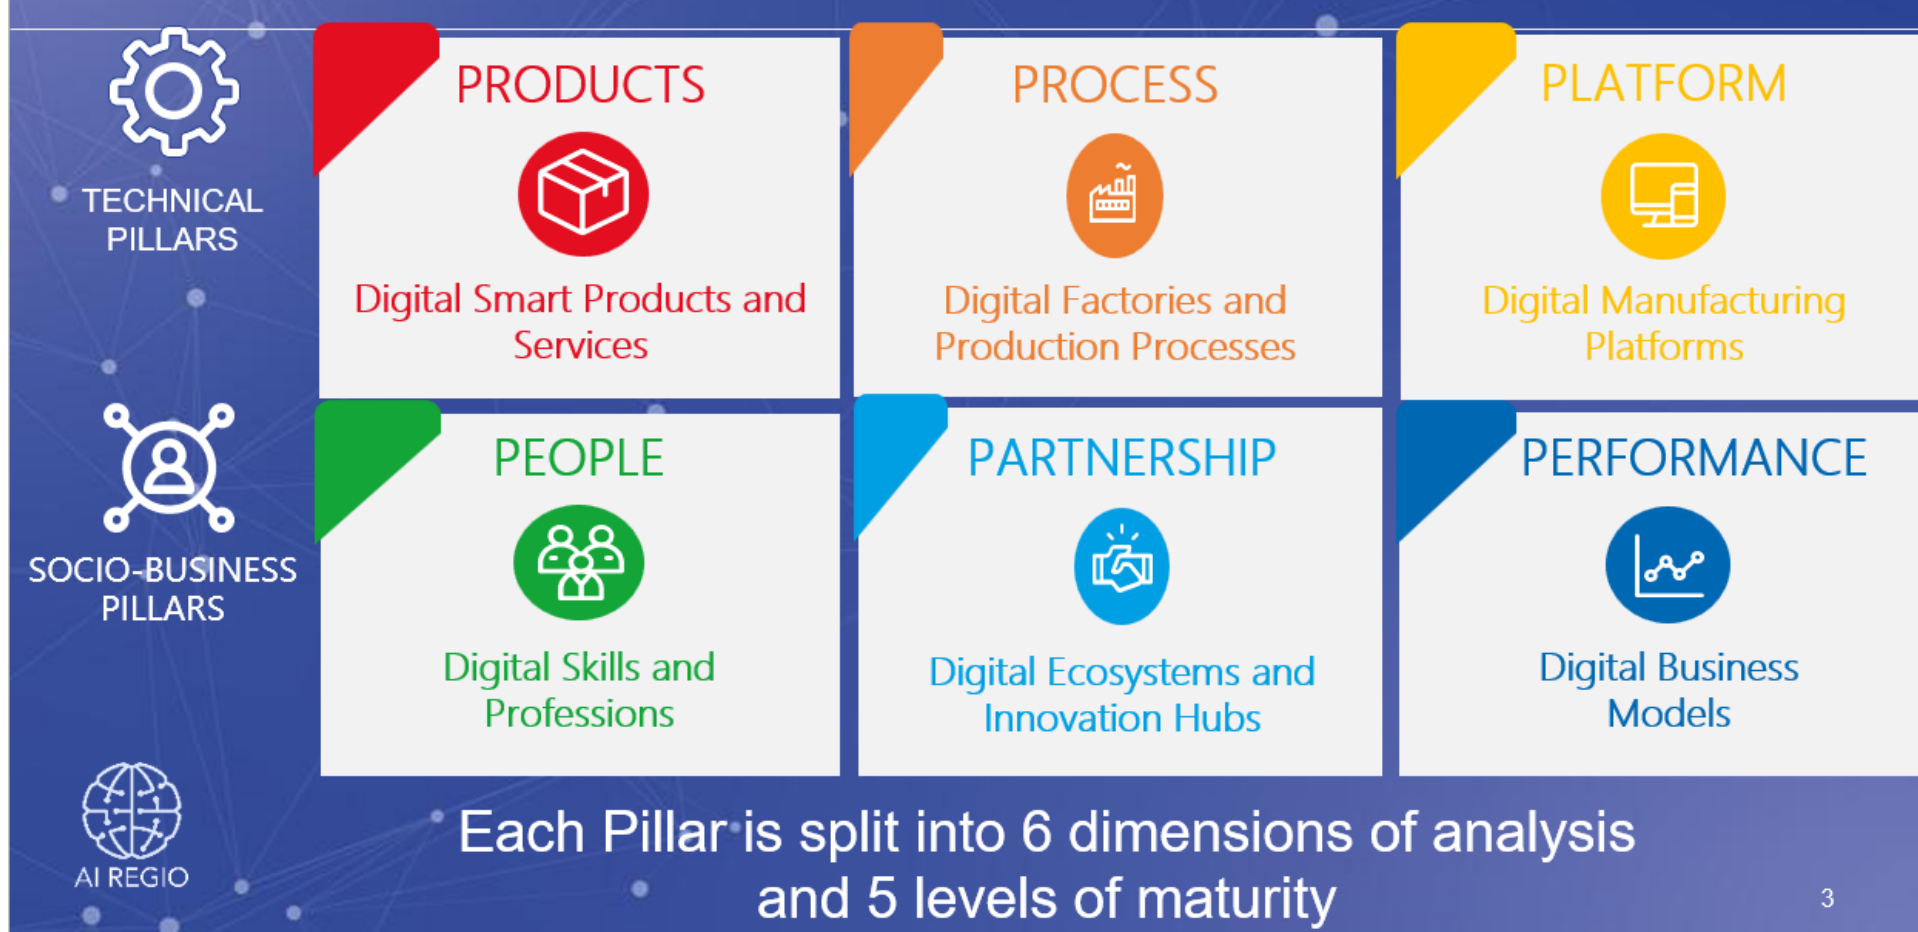 TECHNICAL
PILLARS
PRODUCTS
Digital Smart Products and
Services
PROCESS
Digital Factories and
Production Processes
PLATFORM
Digital Manufacturing
Platforms
SOCIO-BUSINESS
PILLARS
PEOPLE
Digital Skills and
Professions
PARTNERSHIP
Digital Ecosystems and
Innovation Hubs
PERFORMANCE
Digital Business
Models
AI REGIO
Each Pillar is split into 6 dimensions of analysis
and 5 levels of maturity
3